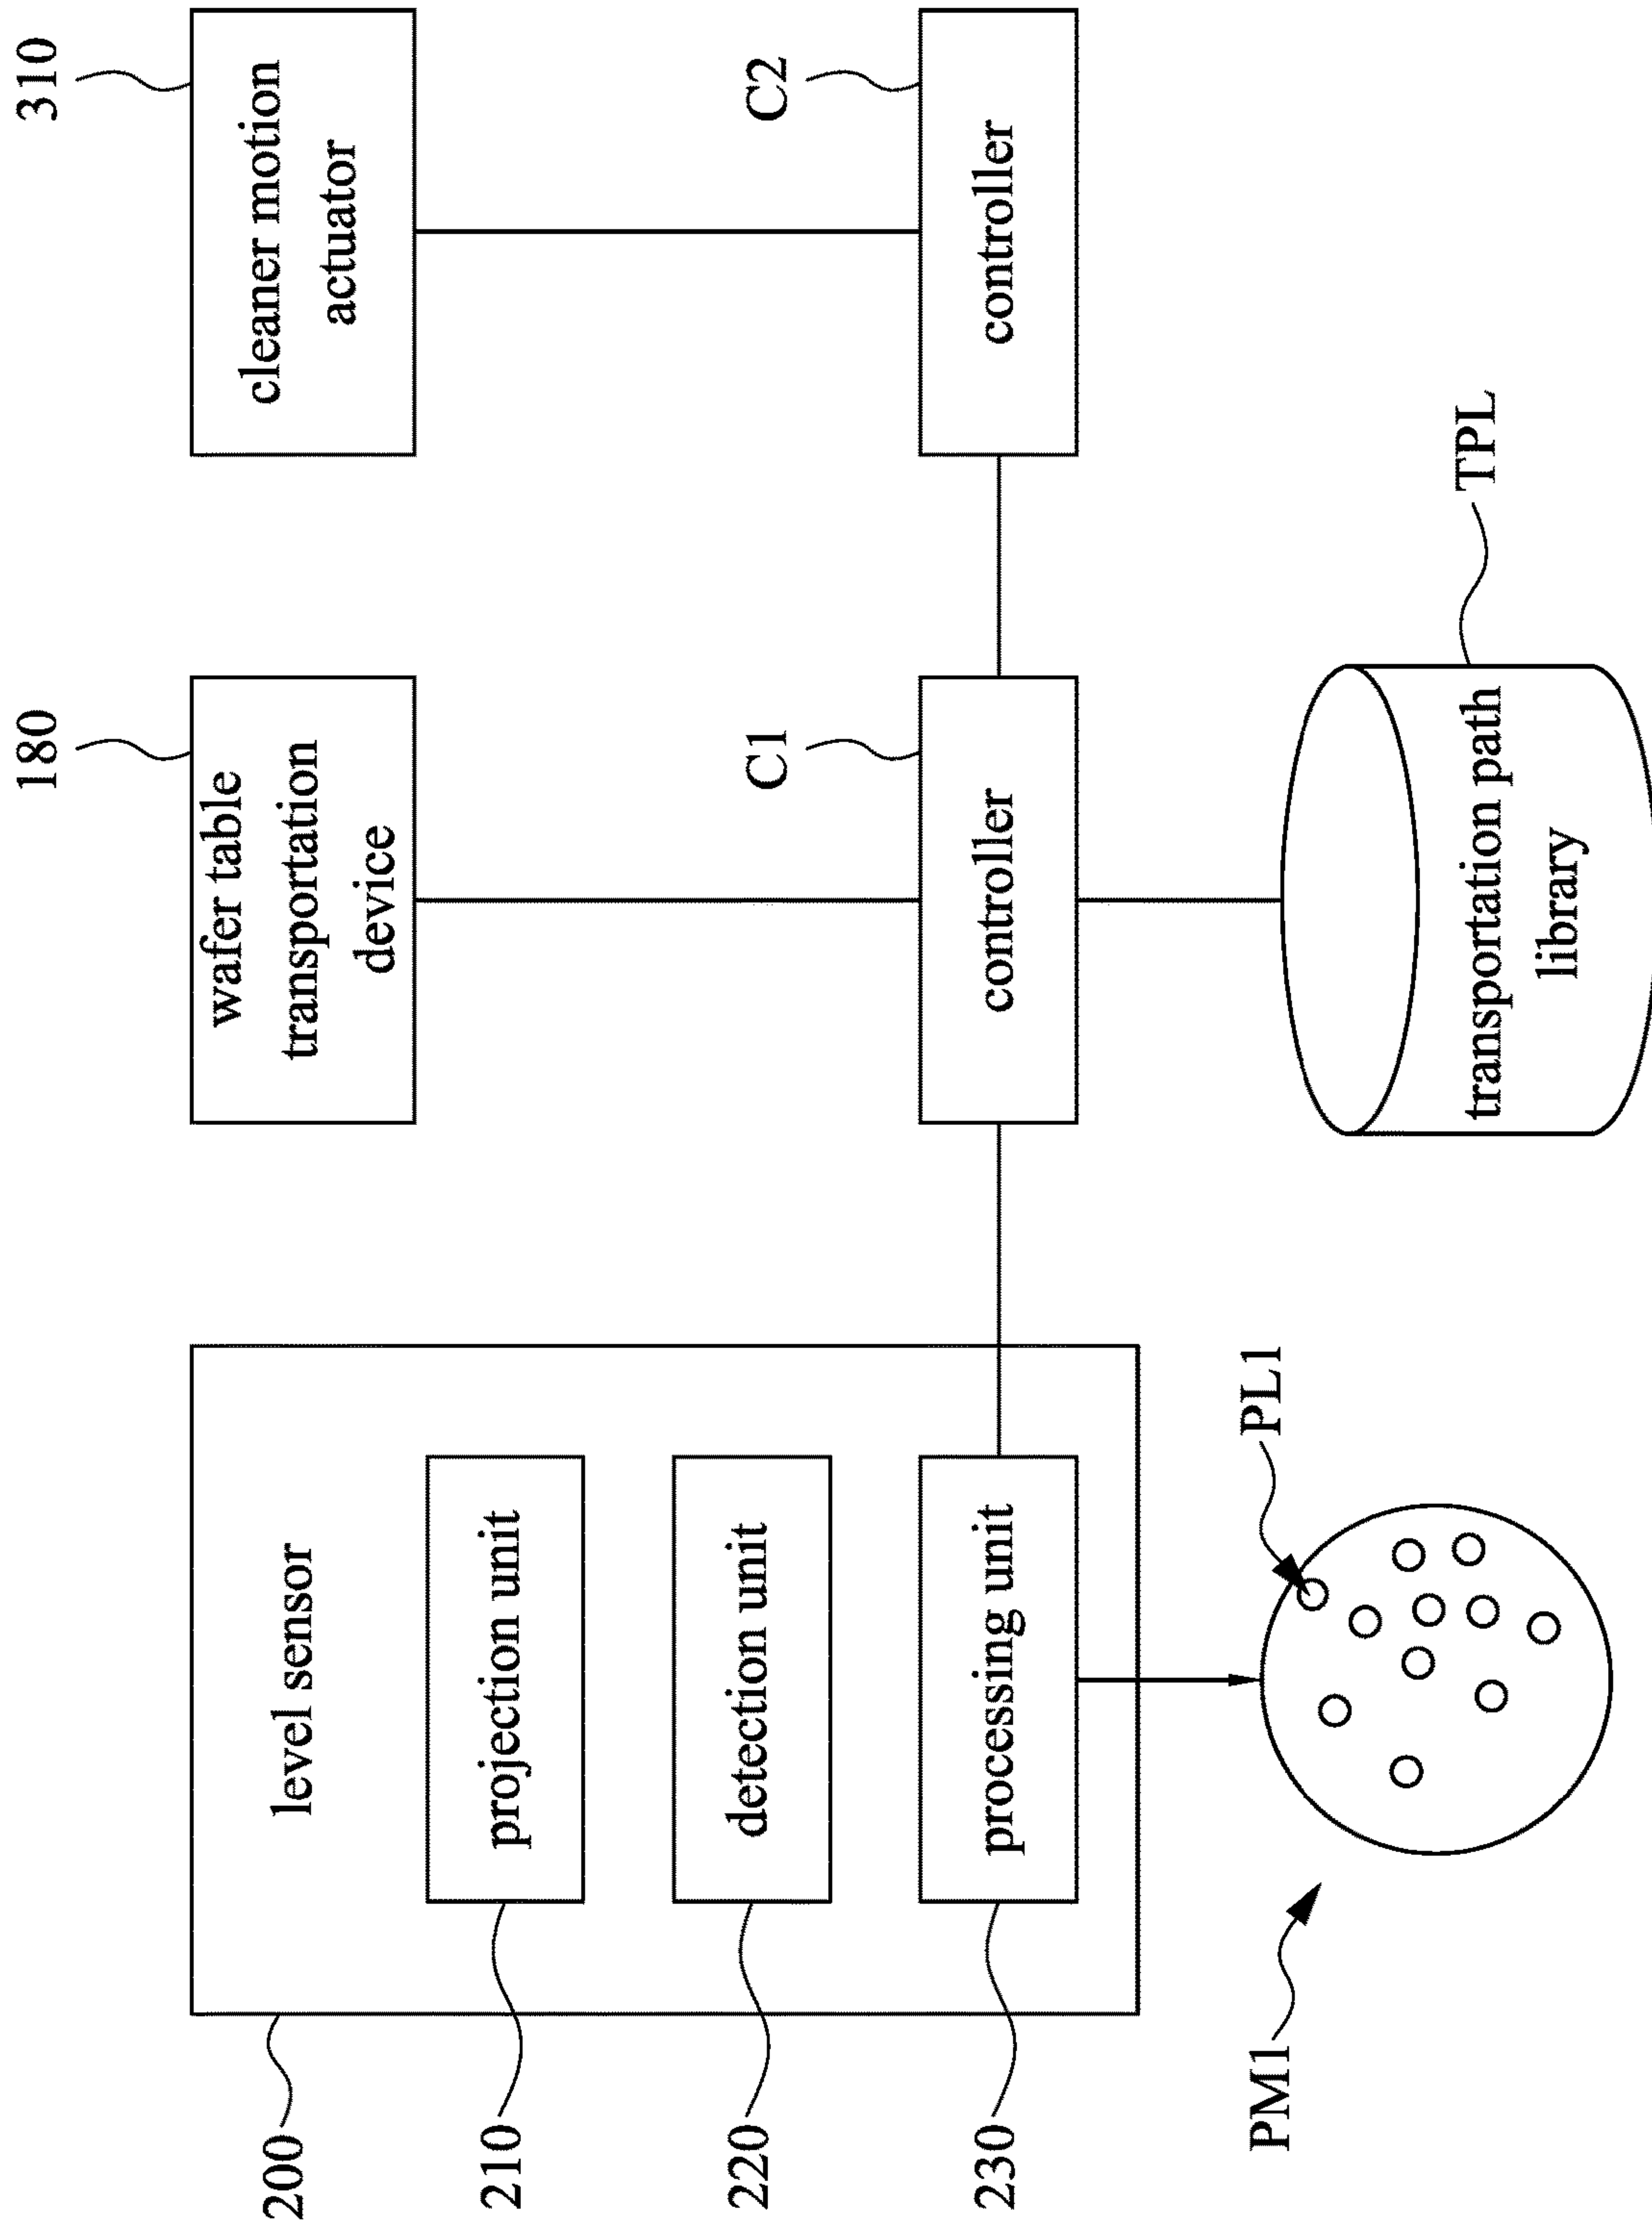 200
level sensor
210
projection unit
220
detection unit
230
processing unit
PM1
PL1
180
wafer table
transportation
device
C1
controller
transportation path
library
TPL
310
cleaner motion
actuator
C2
controller